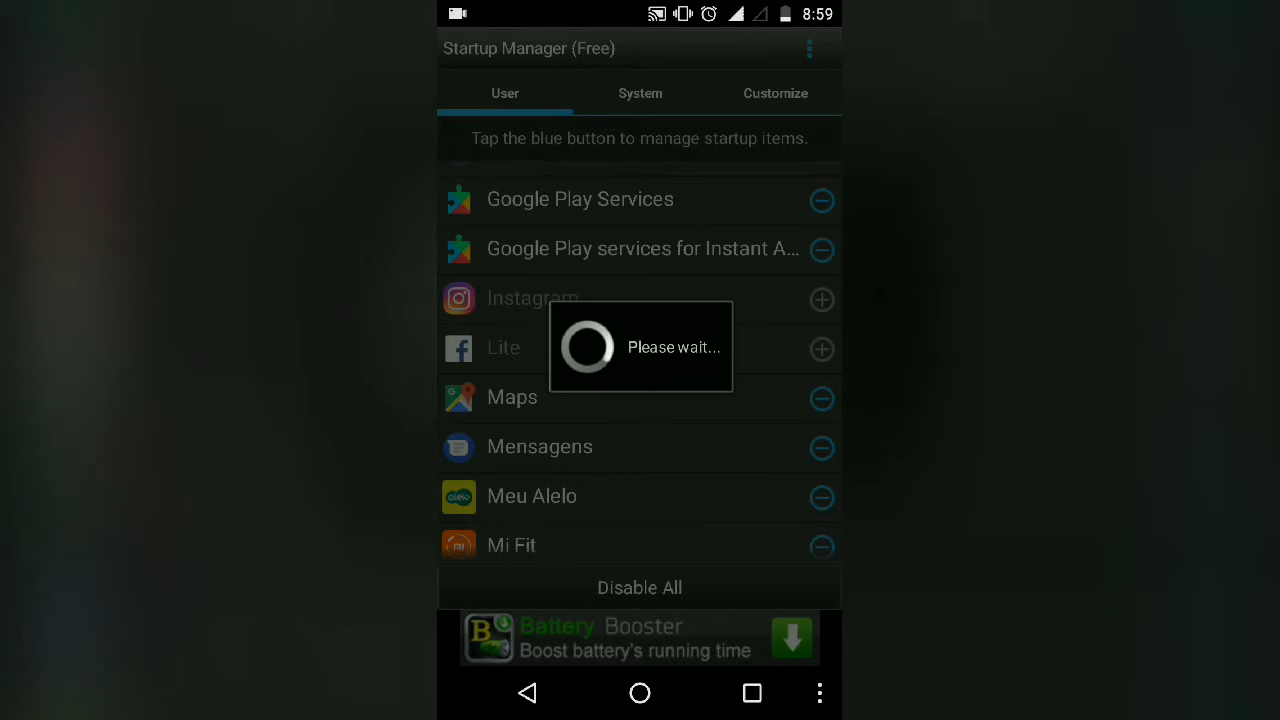 8:59
Startup Manager (Free)
User System Customize
Tap the blue button to manage startup items.
Google Play Services
Google Play services for Instant A...
Instagram
Lite
Please wait...
Maps
Mensagens
alelo
Meu Alelo
Mi Fit
Disable All
B
Battery Booster
Boost battery's running time